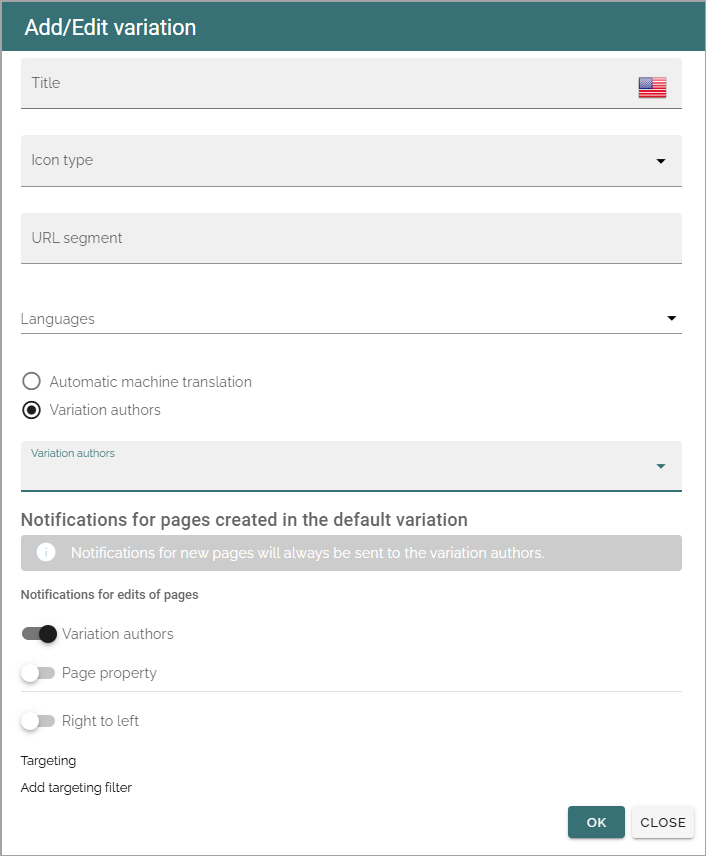 Add/Edit variation
Title
Icon type
URL segment
Languages
Automatic machine translation
Variation authors
Variation authors
Notifications for pages created in the default variation
Notifications for new pages will always be sent to the variation authors.
Notifications for edits of pages
Variation authors
Page property
Right to left
Targeting
Add targeting filter
OK CLOSE